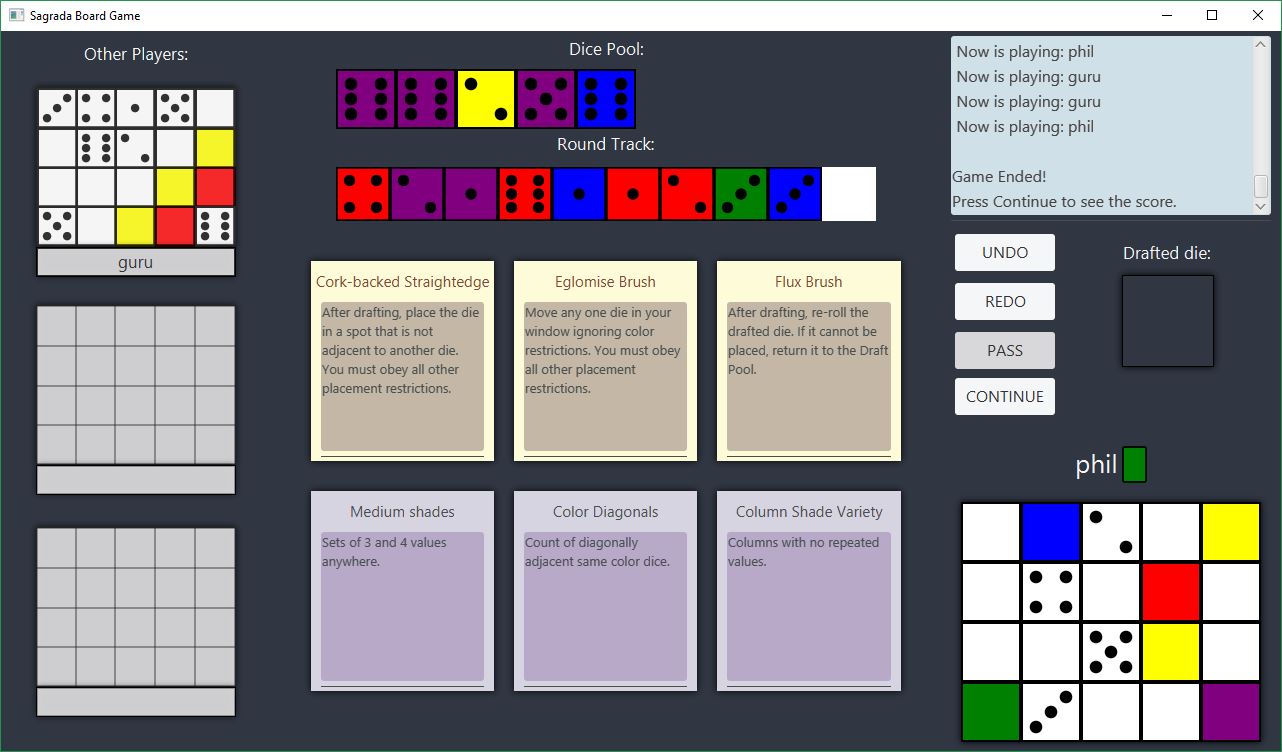 Sagrada Board Game
Other Players:
guru
Dice Pool:
Round Track:
Cork-backed Straightedge
After drafting, place the die
in a spot that is not
adjacent to another die.
You must obey all other
placement restrictions.
Eglomise Brush
Move any one die in your
window ignoring color
restrictions. You must obey
all other placement
restrictions.
Flux Brush
After drafting, re-roll the
drafted die. If it cannot be
placed, return it to the Draft
Pool.
Medium shades
Sets of 3 and 4 values
anywhere.
Color Diagonals
Count of diagonally
adjacent same color dice.
Column Shade Variety
Columns with no repeated
values.
Now is playing: phil
Now is playing: guru
Now is playing: guru
Now is playing: phil
Game Ended!
Press Continue to see the score.
UNDO
REDO
PASS
CONTINUE
Drafted die:
phil